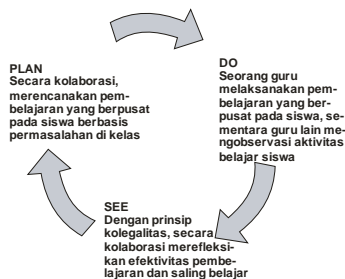 PLAN
Secara kolaborasi,
merencanakan pem-
belajaran yang berpusat
pada siswa berbasis
permasalahan di kelas
DO
Seorang guru
melaksanakan pem-
belajaran yang ber-
pusat pada siswa, se-
mentara guru lain me-
ngobservasi aktivitas
belajar siswa
SEE
Dengan prinsip
kolegalitas, secara
kolaborasi merefleksi-
kan efektivitas pembe-
lajaran dan saling belajar